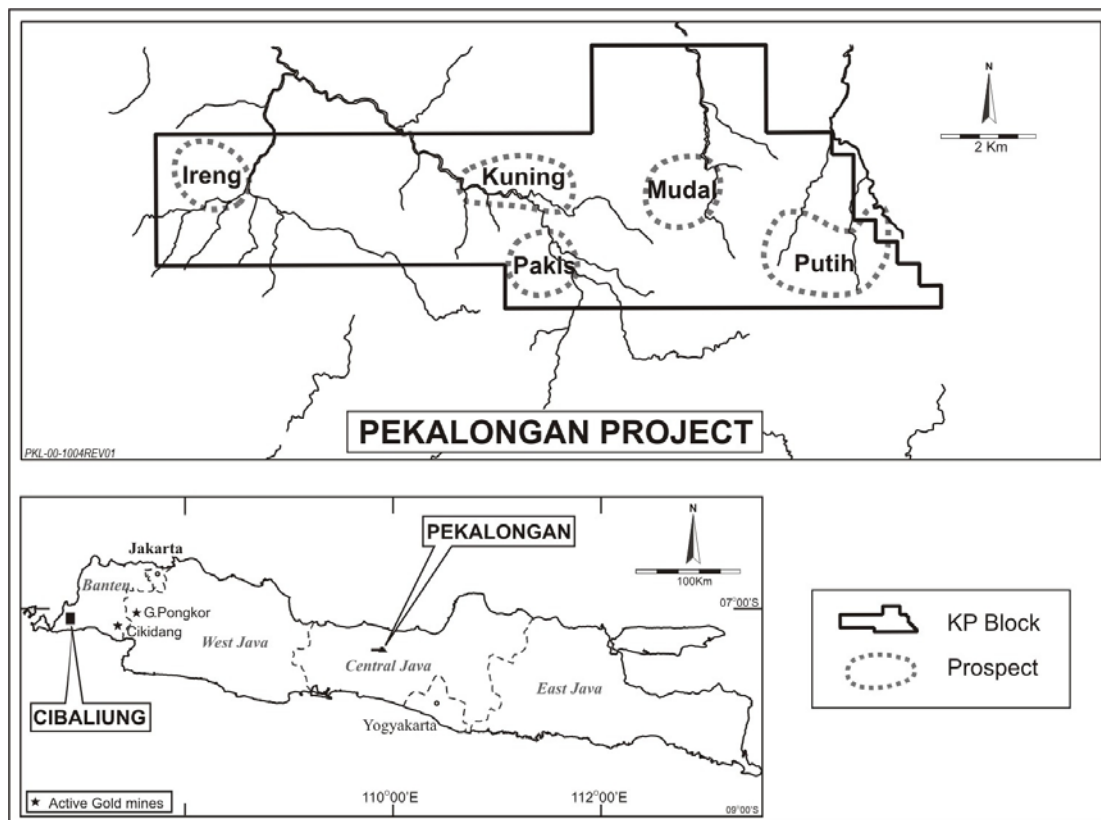 N
2 Km
Ireng
Kuning
Mudal
Pakis
Putih
PEKALONGAN PROJECT
PKL-00-1004REV01
PEKALONGAN
N
100Km
Jakarta
Banten
07°00'S
G.Pongkor
Cikidang
West Java
Central Java
East Java
CIBALIUNG
Yogyakarta
★ Active Gold mines
110°00'E
112°00'E
09°00'S
KP Block
Prospect